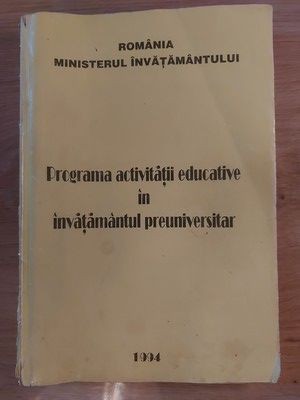 ROMÂNIA
MINISTERUL ÎNVĂŢĂMÂNTULUI
Programa activităţii educative
în
învăţământul preuniversitar
1994